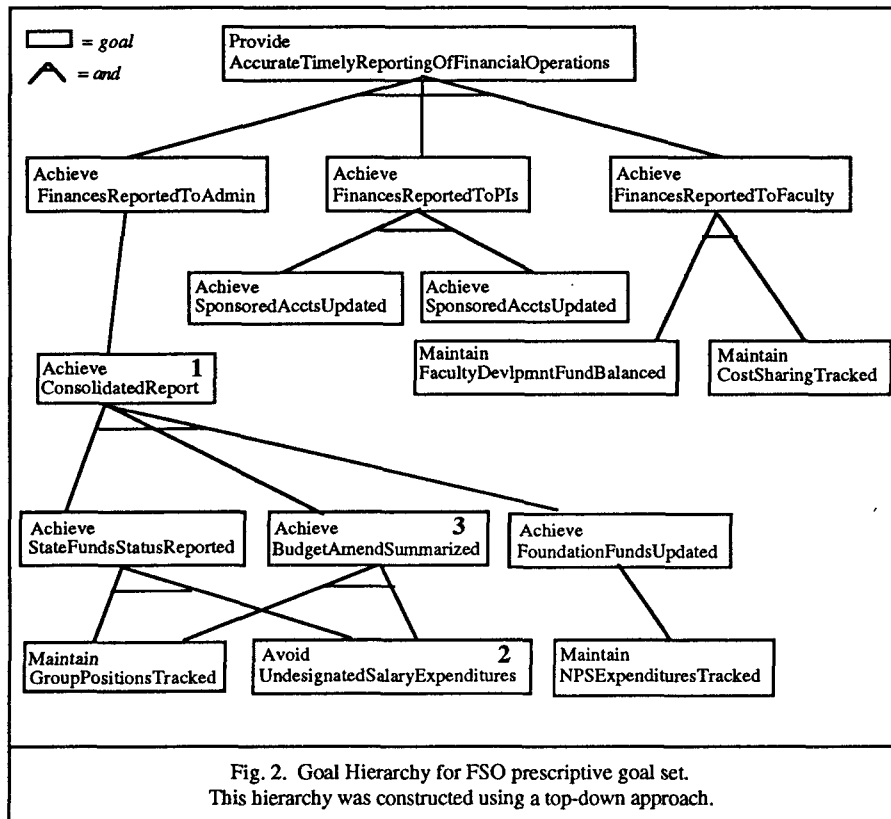 = goal
= and
Provide
AccurateTimelyReportingOfFinancialOperations
Achieve
FinancesReportedToAdmin
Achieve
FinancesReportedToPIs
Achieve
FinancesReportedToFaculty
Achieve
SponsoredAcctsUpdated
Achieve
SponsoredAcctsUpdated
Maintain
FacultyDevlpmntFundBalanced
Maintain
CostSharingTracked
Achieve 1
ConsolidatedReport
Achieve
StateFundsStatusReported
Achieve 3
BudgetAmendSummarized
Achieve
FoundationFundsUpdated
Maintain
GroupPositionsTracked
Avoid 2
UndesignatedSalaryExpenditures
Maintain
NPSExpendituresTracked
Fig. 2. Goal Hierarchy for FSO prescriptive goal set.
This hierarchy was constructed using a top-down approach.